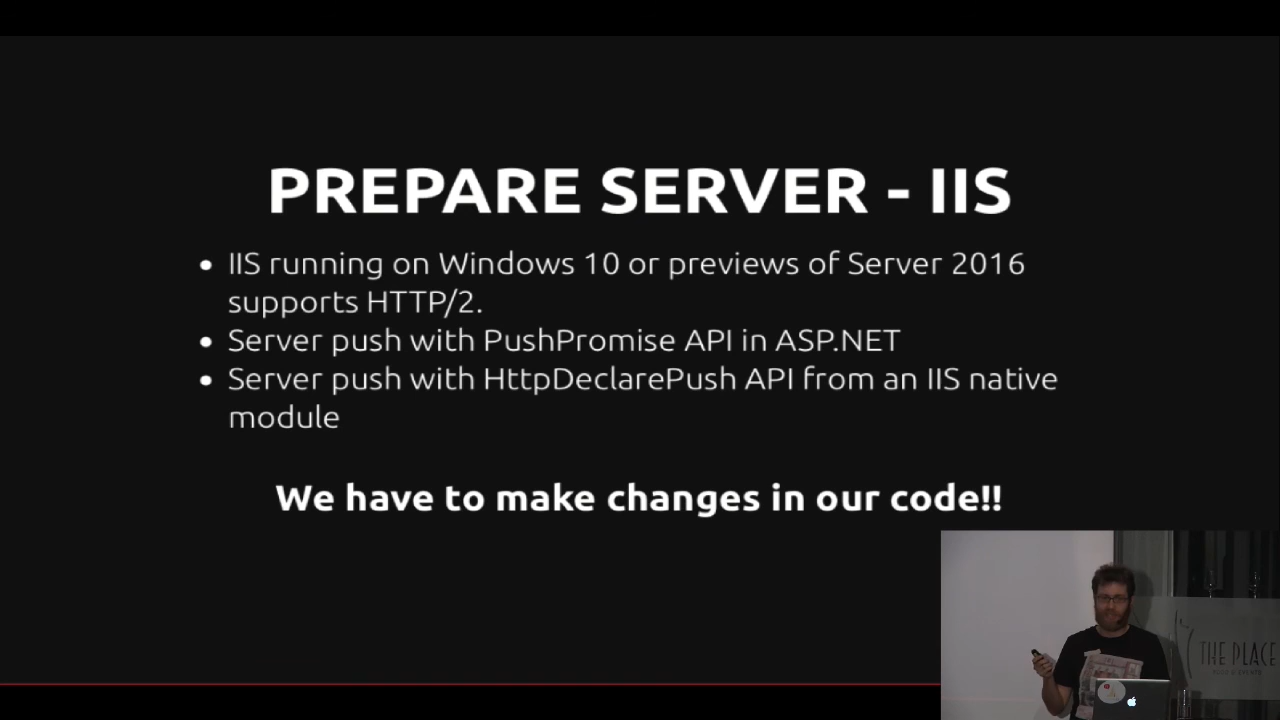 PREPARE SERVER - IIS
• IIS running on Windows 10 or previews of Server 2016
supports HTTP/2.
• Server push with PushPromise API in ASP.NET
• Server push with HttpDeclarePush API from an IIS native
module
We have to make changes in our code!!
THE PLACE